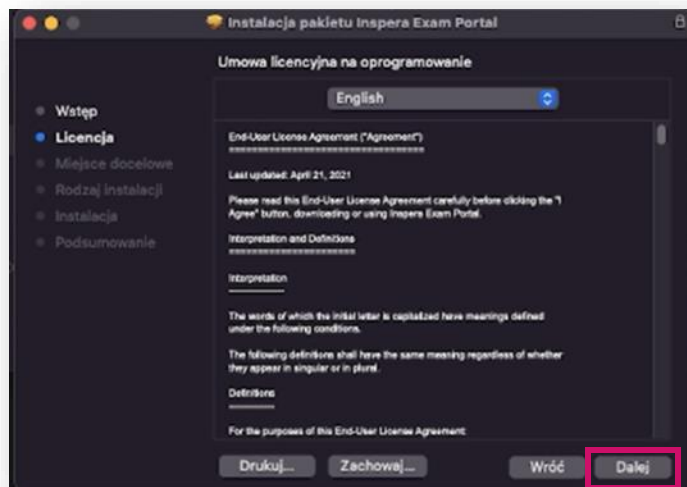 Instalacja pakietu Inspera Exam Portal
Umowa licencyjna na oprogramowanie
English
Wstęp
Licencja
Miejsce docelowe
Rodzaj instalacji
Instalacja
Podsumowanie
End-User License Agreement ("Agreement")
==================================
Last updated: April 21, 2021
Please read this End-User License Agreement carefully before clicking the "I
Agree" button, downloading or using Inspera Exam Portal.
Interpretation and Definitions
======================
Interpretation
----------------
The words of which the initial letter is capitalized have meanings defined
under the following conditions.
The following definitions shall have the same meaning regardless of whether
they appear in singular or in plural.
Definitions
-------------
For the purposes of this End-User License Agreement:
Drukuj...
Zachowaj...
Wróć
Dalej